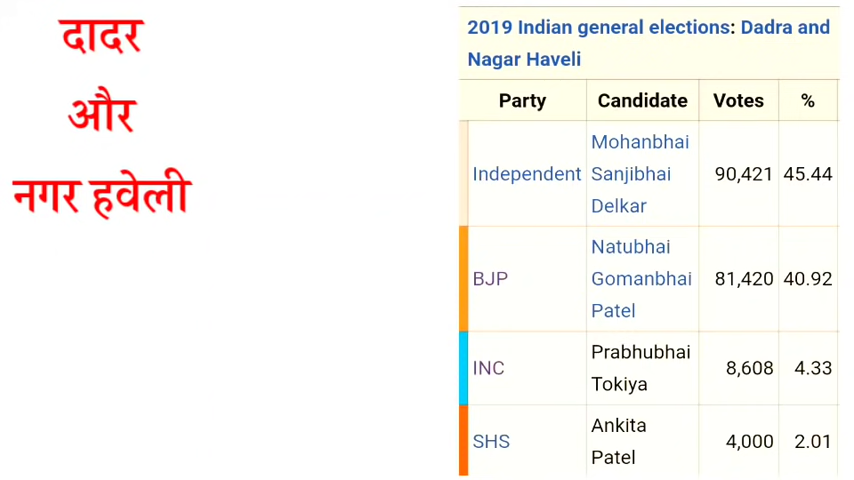 दादर
और
नगर हवेली
2019 Indian general elections: Dadra and
Nagar Haveli
Party Candidate Votes %
Independent Mohanbhai Sanjibhai Delkar 90,421 45.44
BJP Natubhai Gomanbhai Patel 81,420 40.92
INC Prabhubhai Tokiya 8,608 4.33
SHS Ankita Patel 4,000 2.01